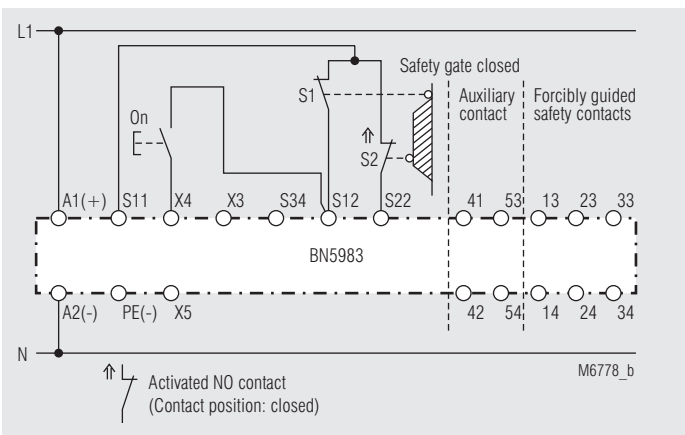 L1
Safety gate closed
S1
Auxiliary contact
Forcibly guided safety contacts
On
S2
A1(+) S11 X4 X3 S34 S12 S22 41 53 13 23 33
BN5983
A2(-) PE(-) X5 42 54 14 24 34
N
M6778_b
Activated NO contact
(Contact position: closed)